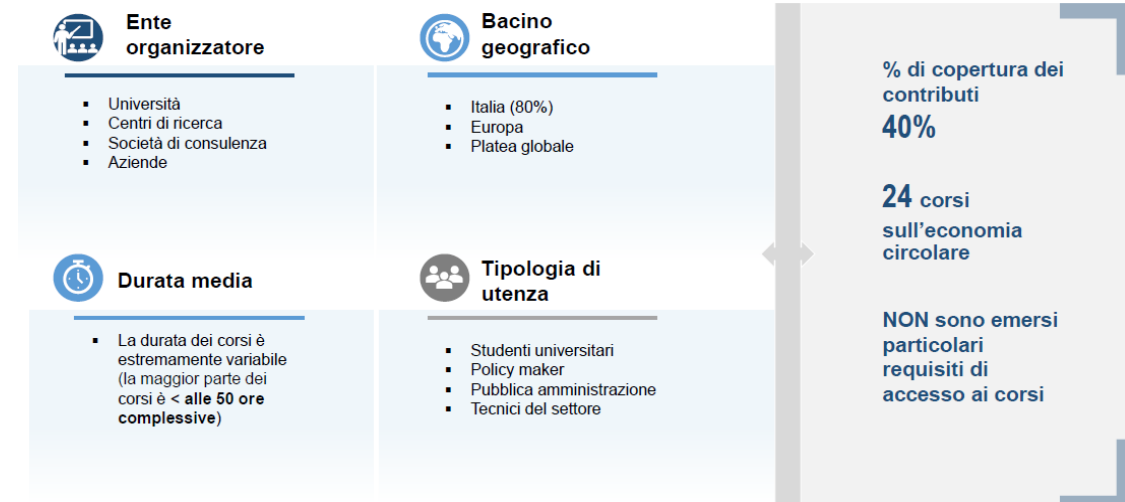 Ente
organizzatore
Università
Centri di ricerca
Società di consulenza
Aziende
Bacino
geografico
Italia (80%)
Europa
Platea globale
Durata media
La durata dei corsi è
estremamente variabile
(la maggior parte dei
corsi è < alle 50 ore
complessive)
Tipologia di
utenza
Studenti universitari
Policy maker
Pubblica amministrazione
Tecnici del settore
% di copertura dei
contributi
40%
24 corsi
sull'economia
circolare
NON sono emersi
particolari
requisiti di
accesso ai corsi